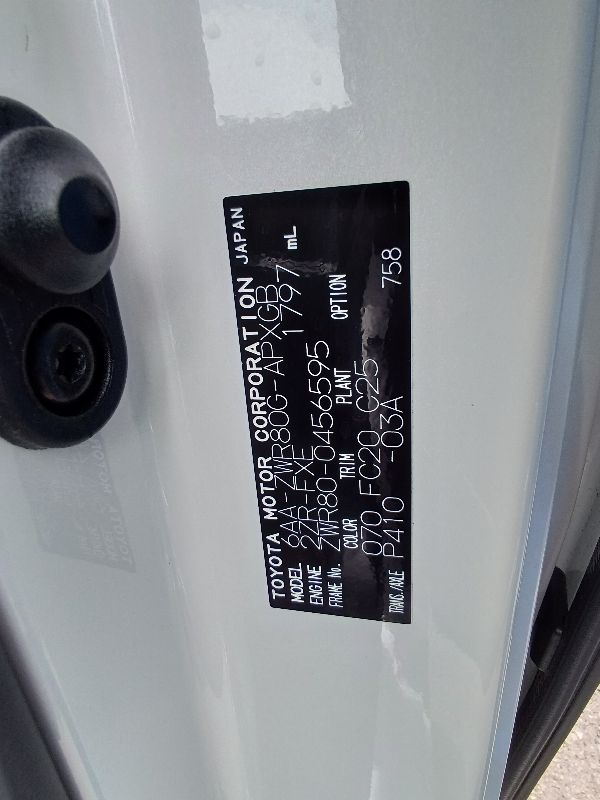 TOYOTA MOTOR CORPORATION JAPAN
MODEL 6AA-ZWR80G-APXGB
ENGINE 2ZR-FXE 1797 mL
FRAME No. ZWR80-0456595
COLOR TRIM PLANT OPTION
070 FC20 C25
TRANS./AXLE P410 -03A 758